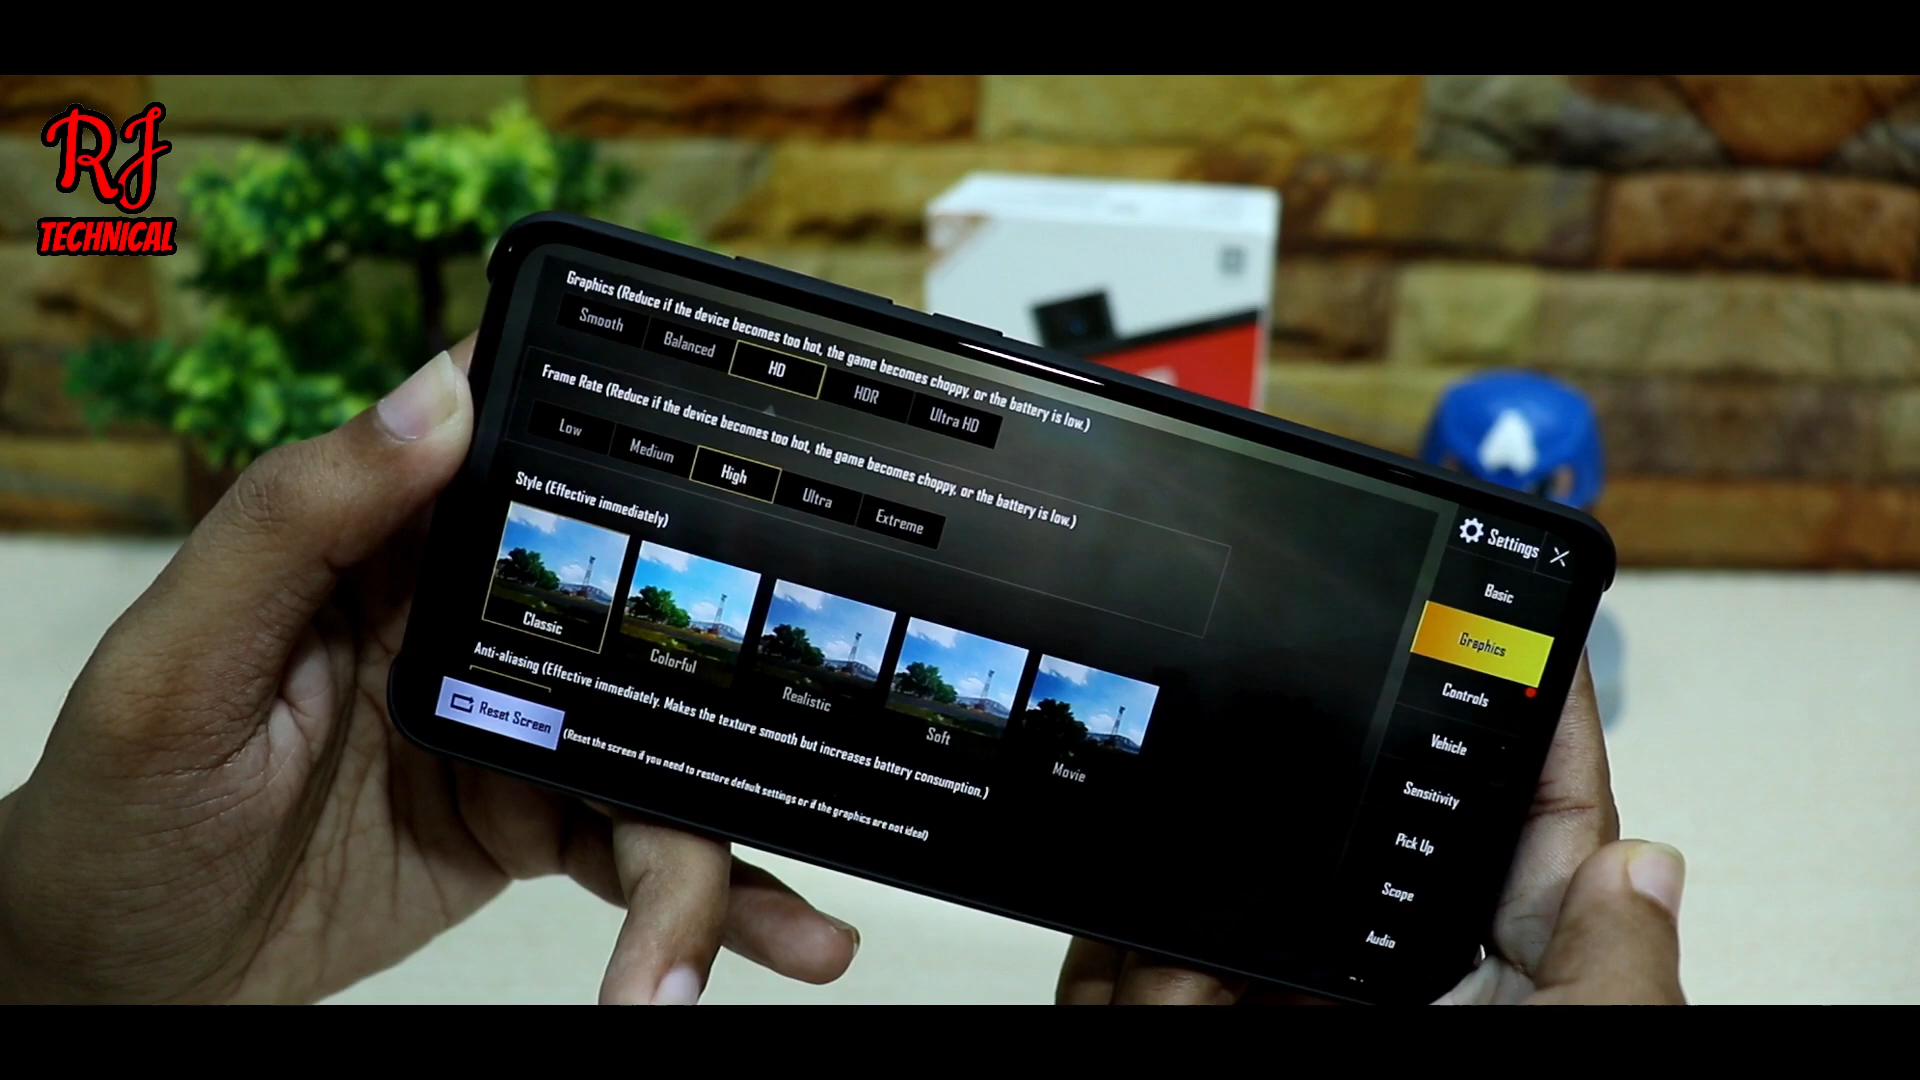 RJ
TECHNICAL
Graphics (Reduce if the device becomes too hot, the game becomes choppy, or the battery is low.)
Smooth
Balanced
HD
HDR
Ultra HD
Frame Rate (Reduce if the device becomes too hot, the game becomes choppy, or the battery is low.)
Low
Medium
High
Ultra
Extreme
Style (Effective immediately)
Classic
Colorful
Realistic
Soft
Movie
Anti-aliasing (Effective immediately. Makes the texture smooth but increases battery consumption.)
Reset Screen
(Reset the screen if you need to restore default settings or if the graphics are not ideal)
Settings
Basic
Graphics
Controls
Vehicle
Sensitivity
Pick Up
Scope
Audio